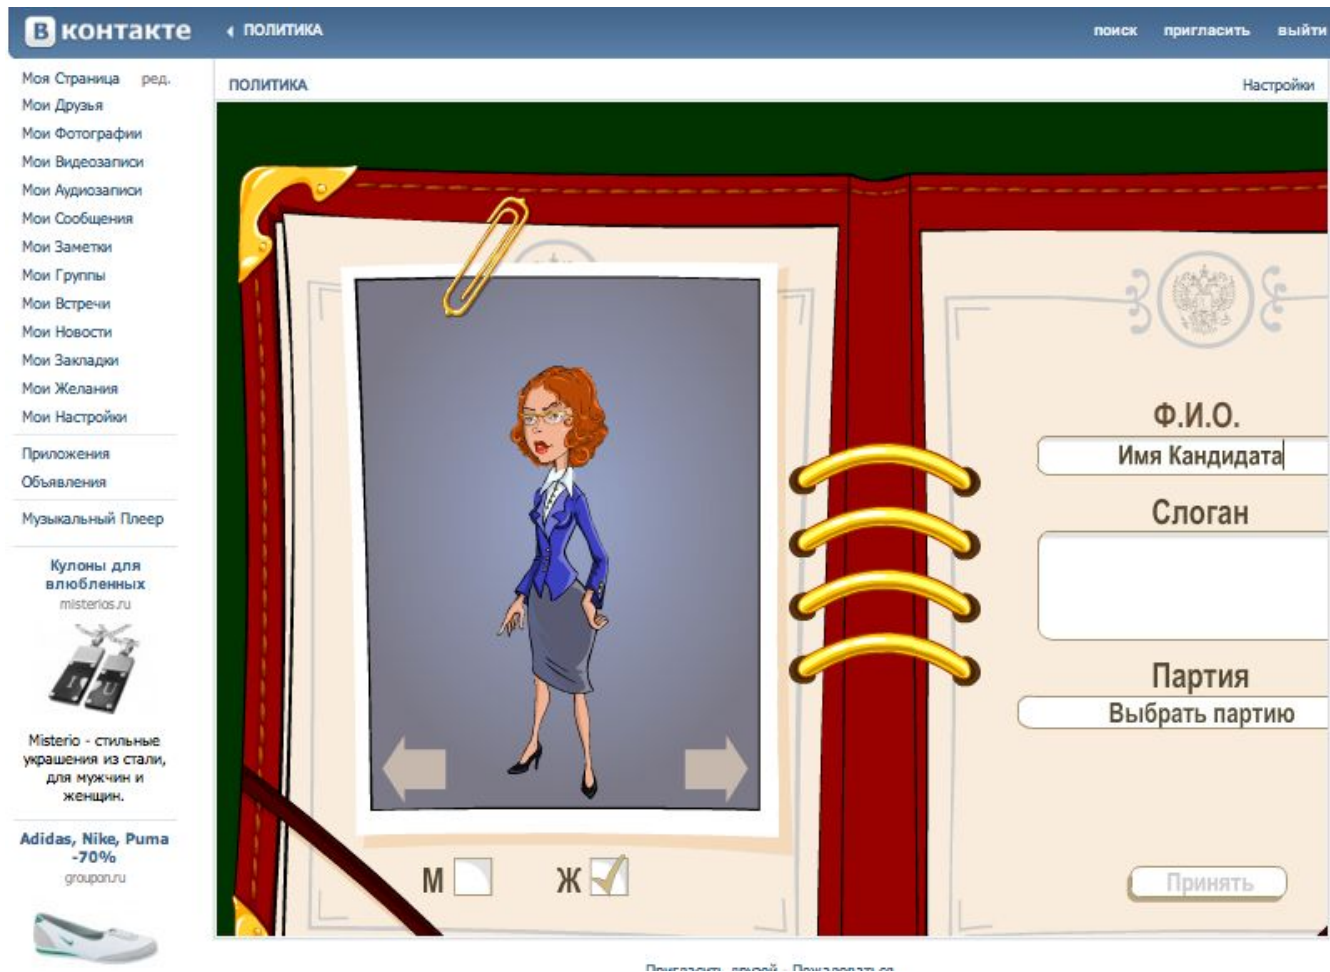 В контакте
ПОЛИТИКА
поиск пригласить выйти
Моя Страница ред.
Мои Друзья
Мои Фотографии
Мои Видеозаписи
Мои Аудиозаписи
Мои Сообщения
Мои Заметки
Мои Группы
Мои Встречи
Мои Новости
Мои Закладки
Мои Желания
Мои Настройки
Приложения
Объявления
Музыкальный Плеер
Кулоны для
влюбленных
misterios.ru
Misterio - стильные
украшения из стали,
для мужчин и
женщин.
Adidas, Nike, Puma
-70%
groupon.ru
ПОЛИТИКА
Настройки
М
Ж
Ф.И.О.
Имя Кандидата
Слоган
Партия
Выбрать партию
Принять
Пригласить друзей - Пожаловаться